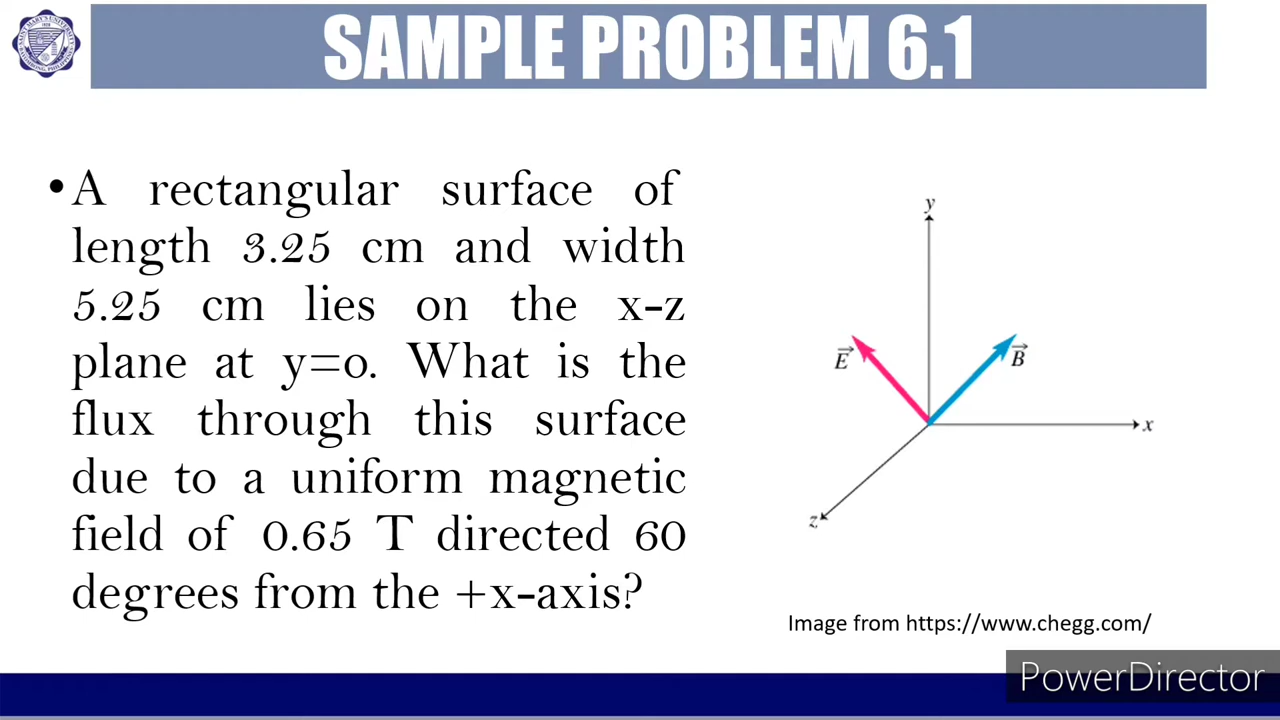 SAMPLE PROBLEM 6.1
•A rectangular surface of
length 3.25 cm and width
5.25 cm lies on the x-z
plane at y=0. What is the
flux through this surface
due to a uniform magnetic
field of 0.65 T directed 60
degrees from the +x-axis?
y
E
B
x
z
Image from https://www.chegg.com/
PowerDirector